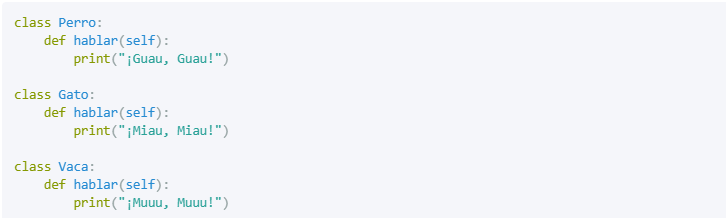 class Perro:
    def hablar(self):
        print("¡Guau, Guau!")

class Gato:
    def hablar(self):
        print("¡Miau, Miau!")

class Vaca:
    def hablar(self):
        print("¡Muuu, Muuu!")